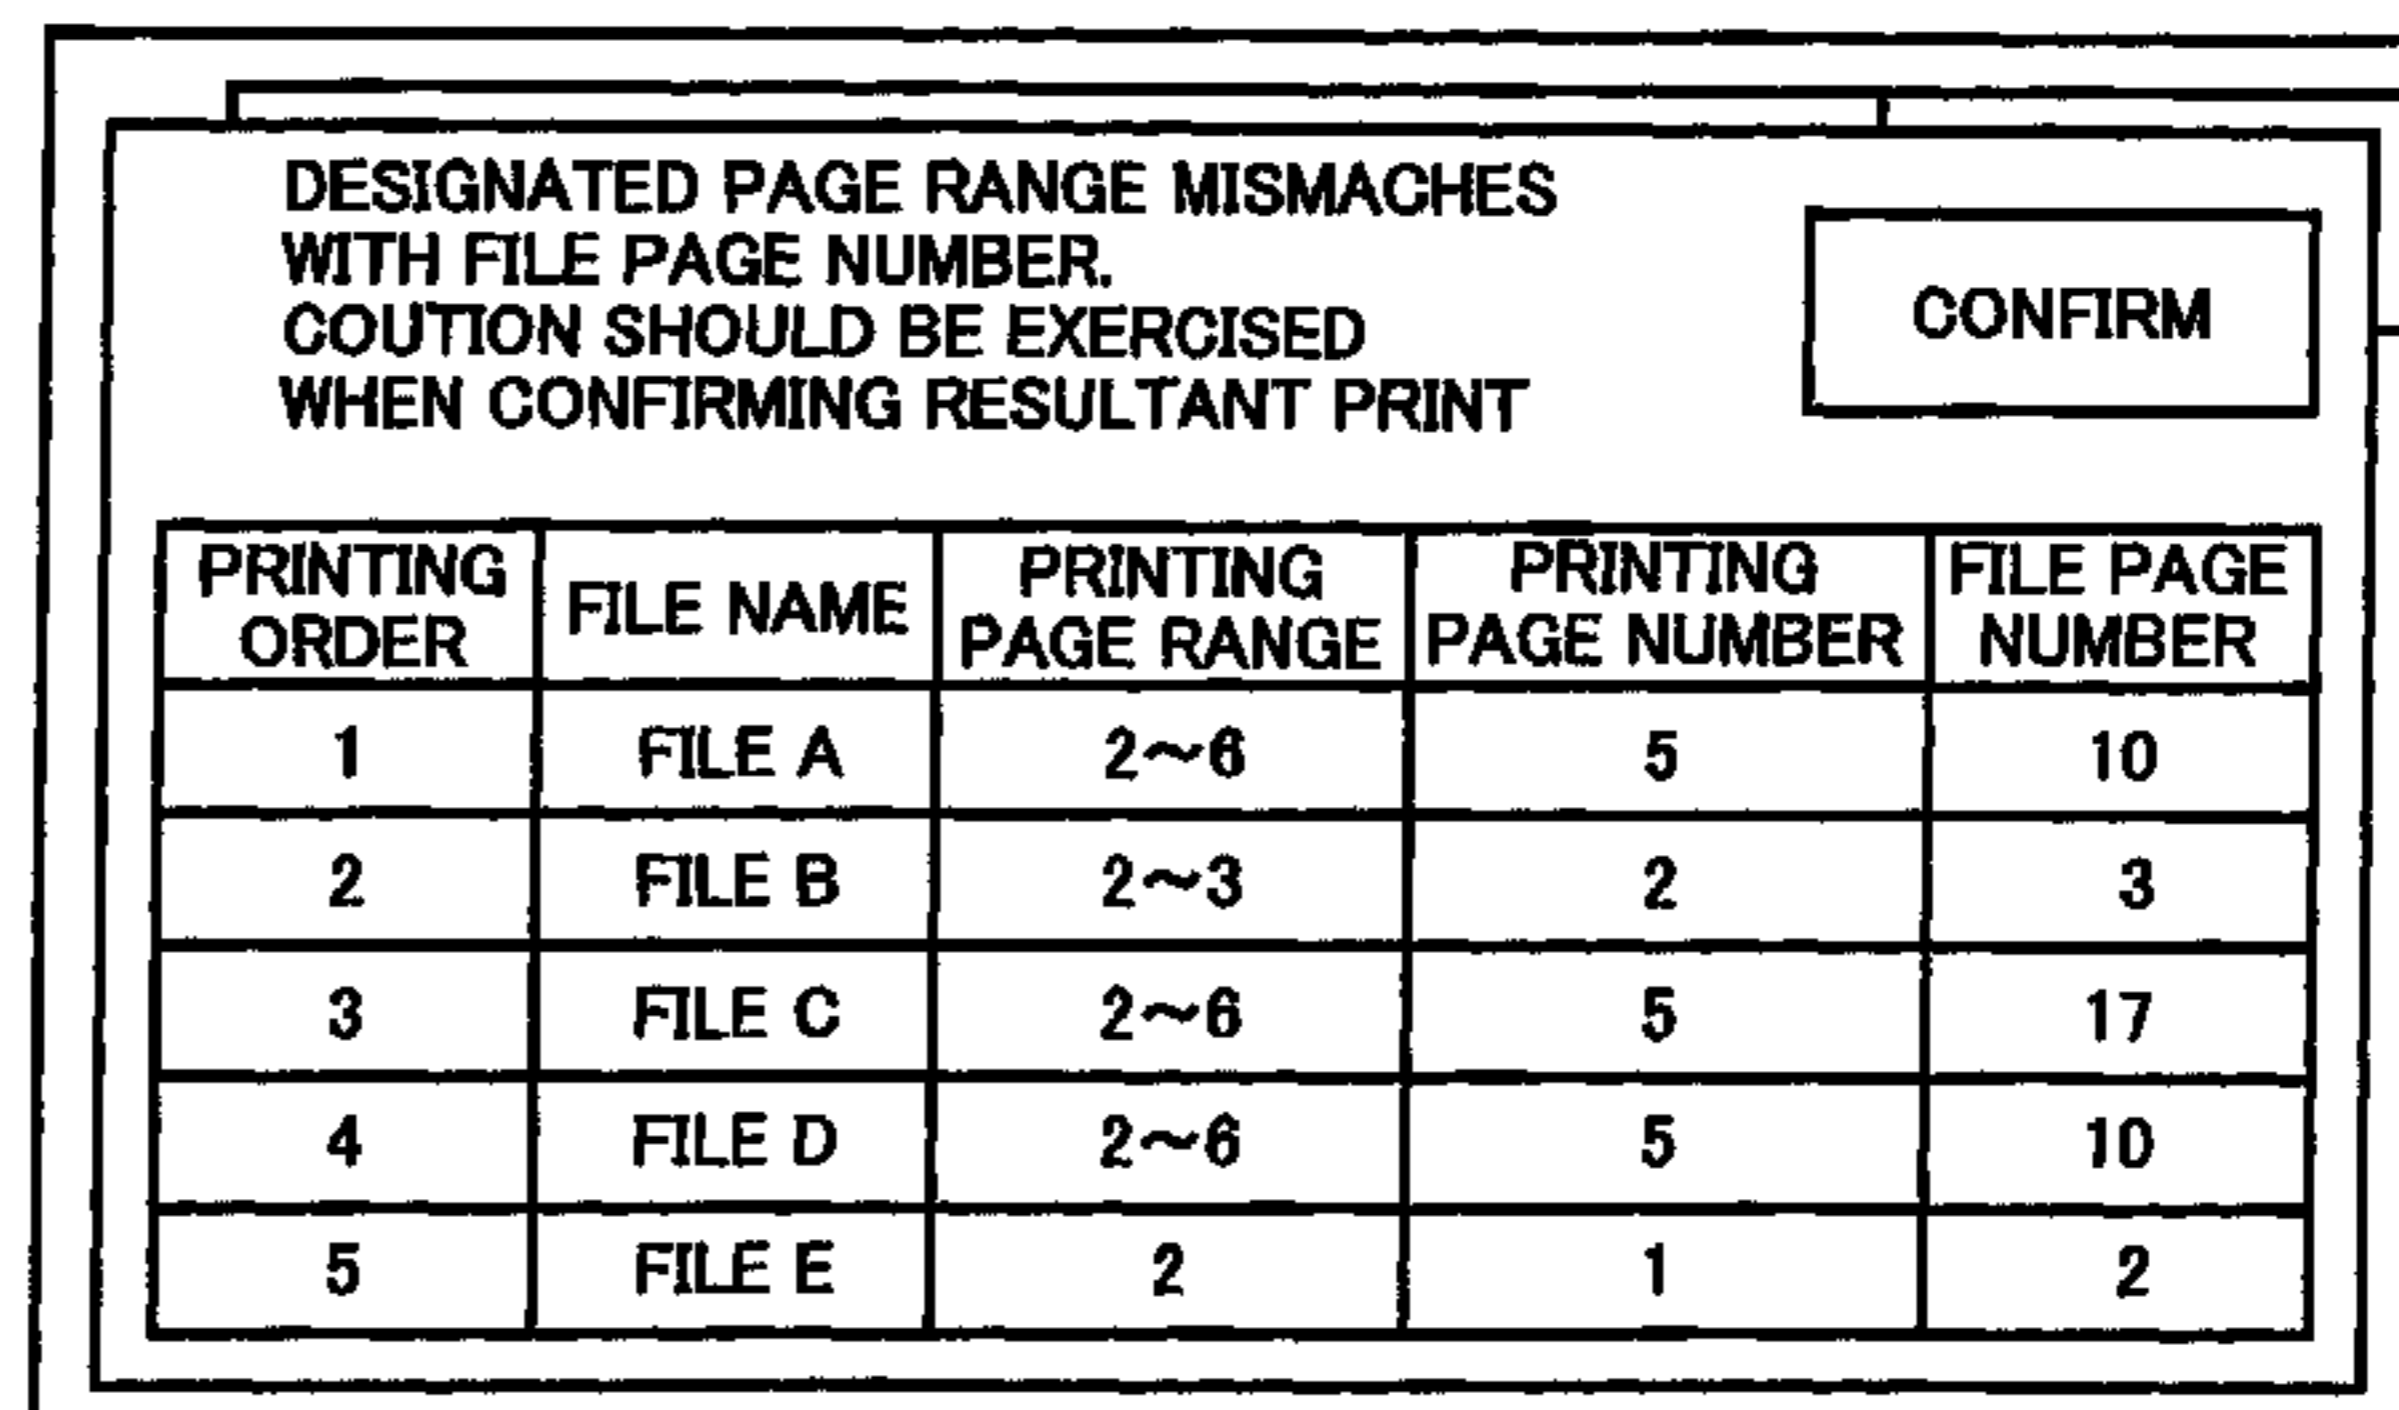 DESIGNATED PAGE RANGE MISMACHES
WITH FILE PAGE NUMBER.
COUTION SHOULD BE EXERCISED
WHEN CONFIRMING RESULTANT PRINT
CONFIRM
PRINTING ORDER FILE NAME PRINTING PAGE RANGE PRINTING PAGE NUMBER FILE PAGE NUMBER
1 FILE A 2～6 5 10
2 FILE B 2～3 2 3
3 FILE C 2～6 5 17
4 FILE D 2～6 5 10
5 FILE E 2 1 2